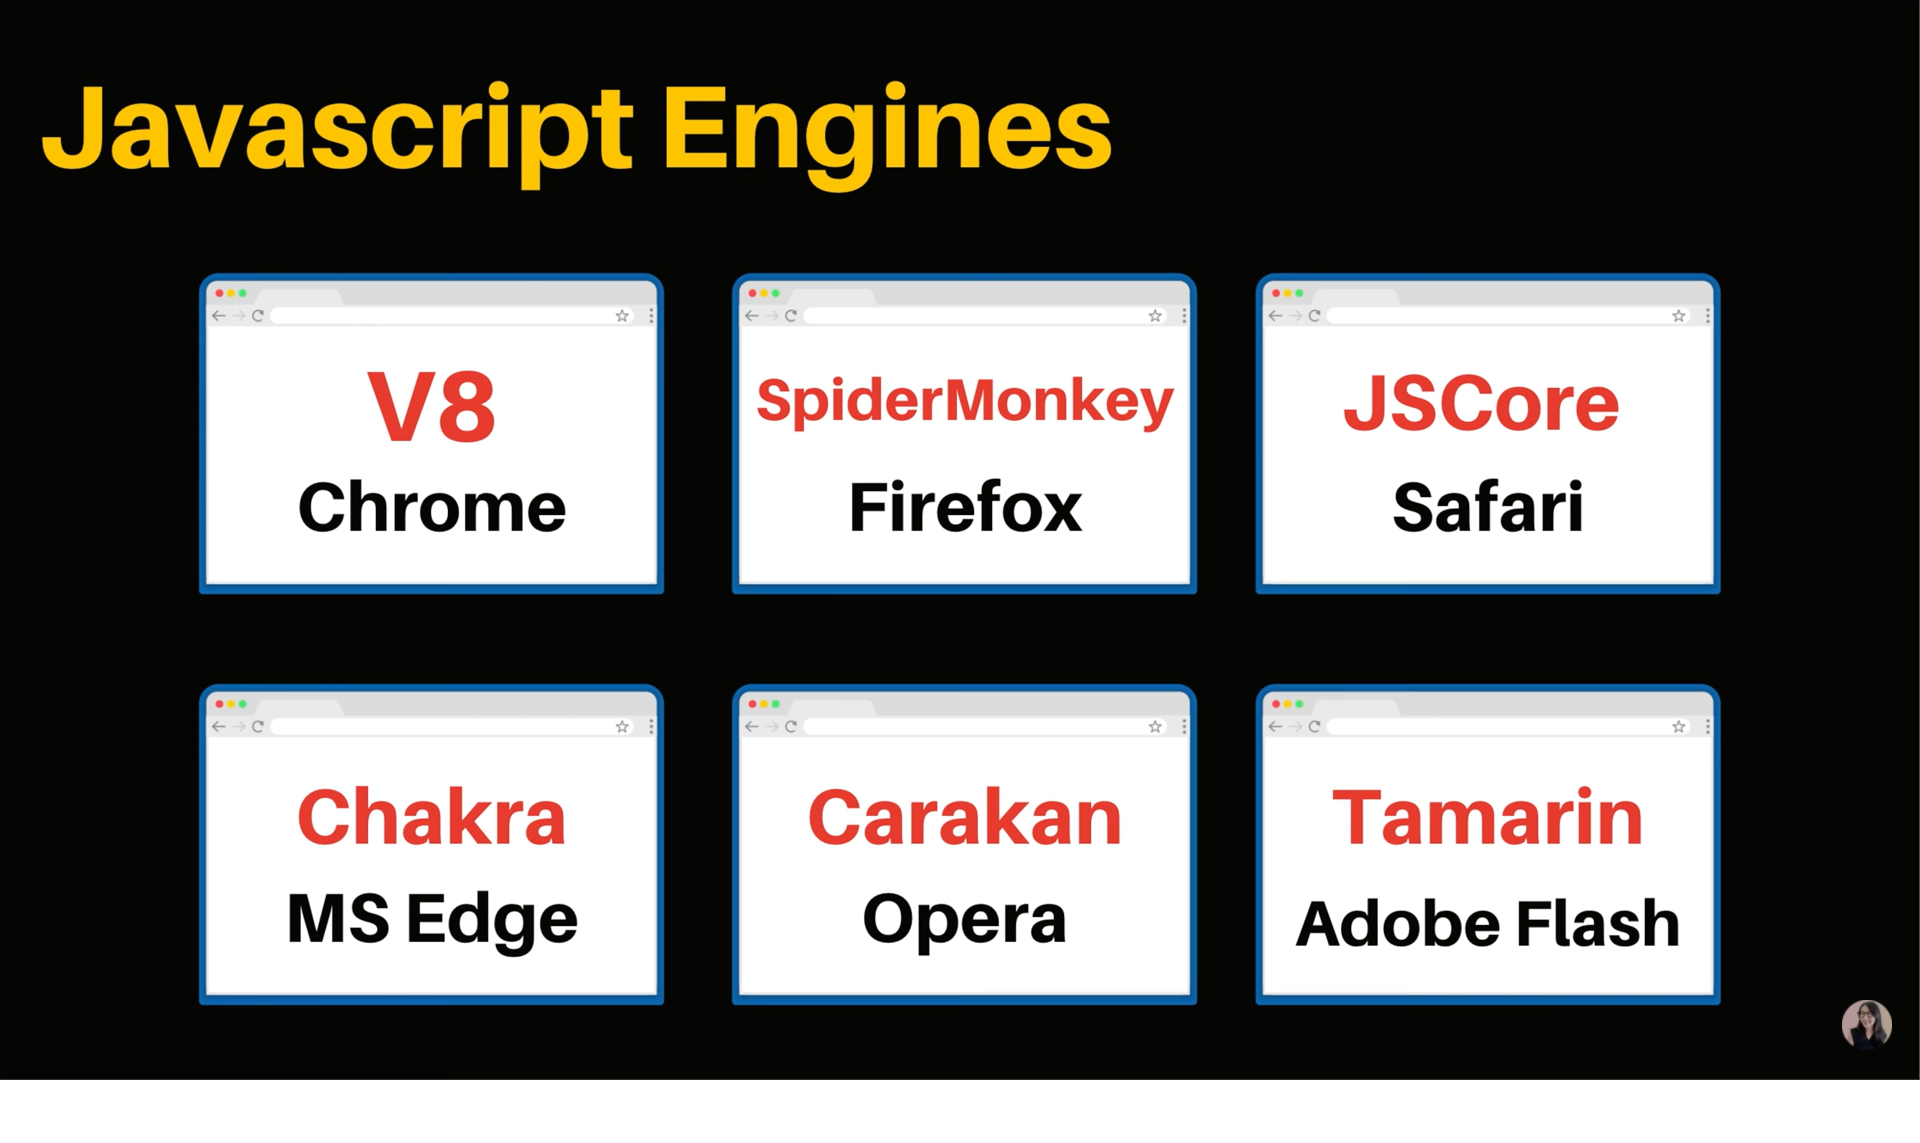 Javascript Engines
V8
Chrome
SpiderMonkey
Firefox
JSCore
Safari
Chakra
MS Edge
Carakan
Opera
Tamarin
Adobe Flash